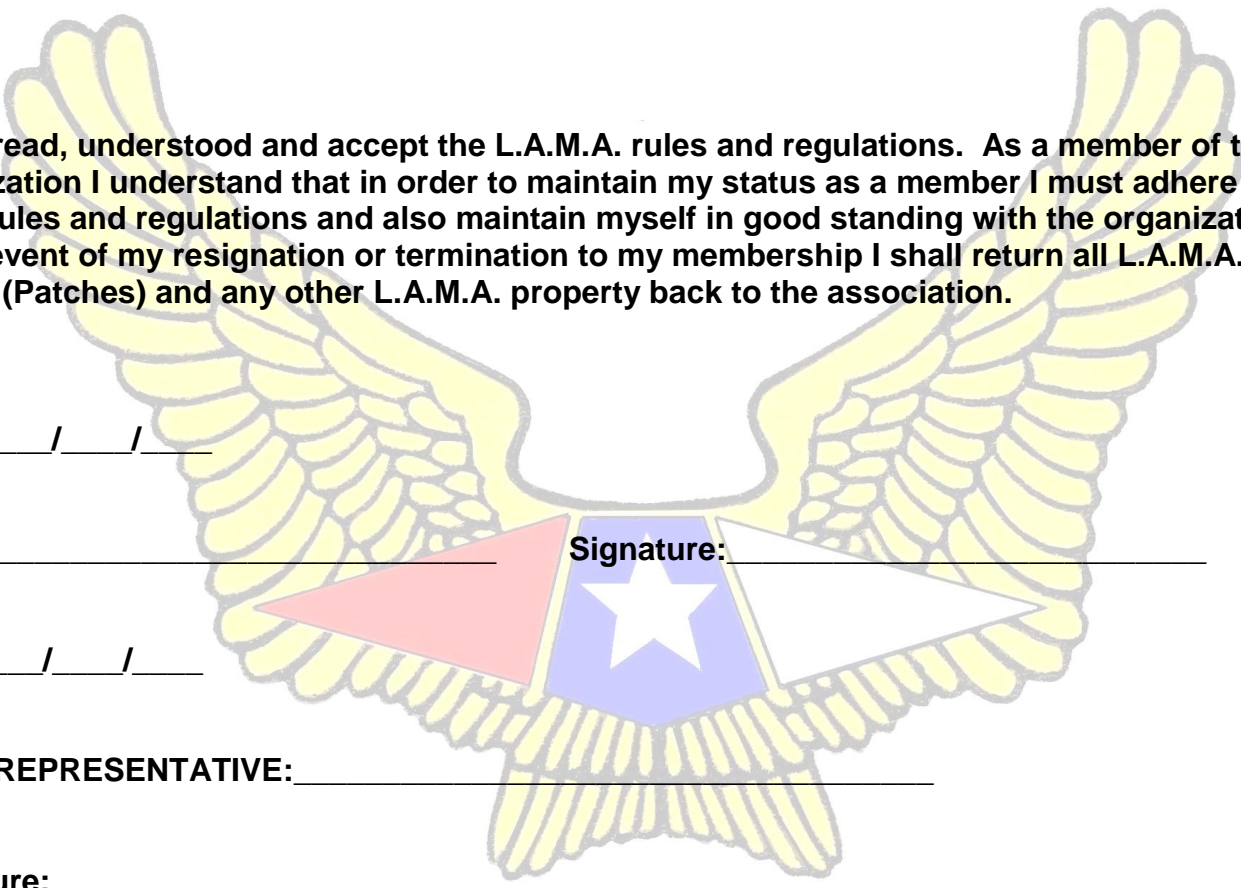 read, understood and accept the L.A.M.A. rules and regulations. As a member of t
zation I understand that in order to maintain my status as a member I must adhere
ules and regulations and also maintain myself in good standing with the organizat
event of my resignation or termination to my membership I shall return all L.A.M.A.
(Patches) and any other L.A.M.A. property back to the association.
___/____/____
____________________________ Signature:___________________________
___/____/____
REPRESENTATIVE:____________________________________
ure: